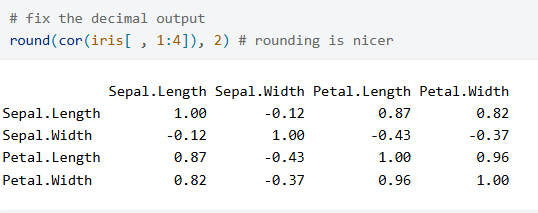 # fix the decimal output
round(cor(iris[ , 1:4]), 2) # rounding is nicer
Sepal.Length Sepal.Width Petal.Length Petal.Width
Sepal.Length 1.00 -0.12 0.87 0.82
Sepal.Width -0.12 1.00 -0.43 -0.37
Petal.Length 0.87 -0.43 1.00 0.96
Petal.Width 0.82 -0.37 0.96 1.00